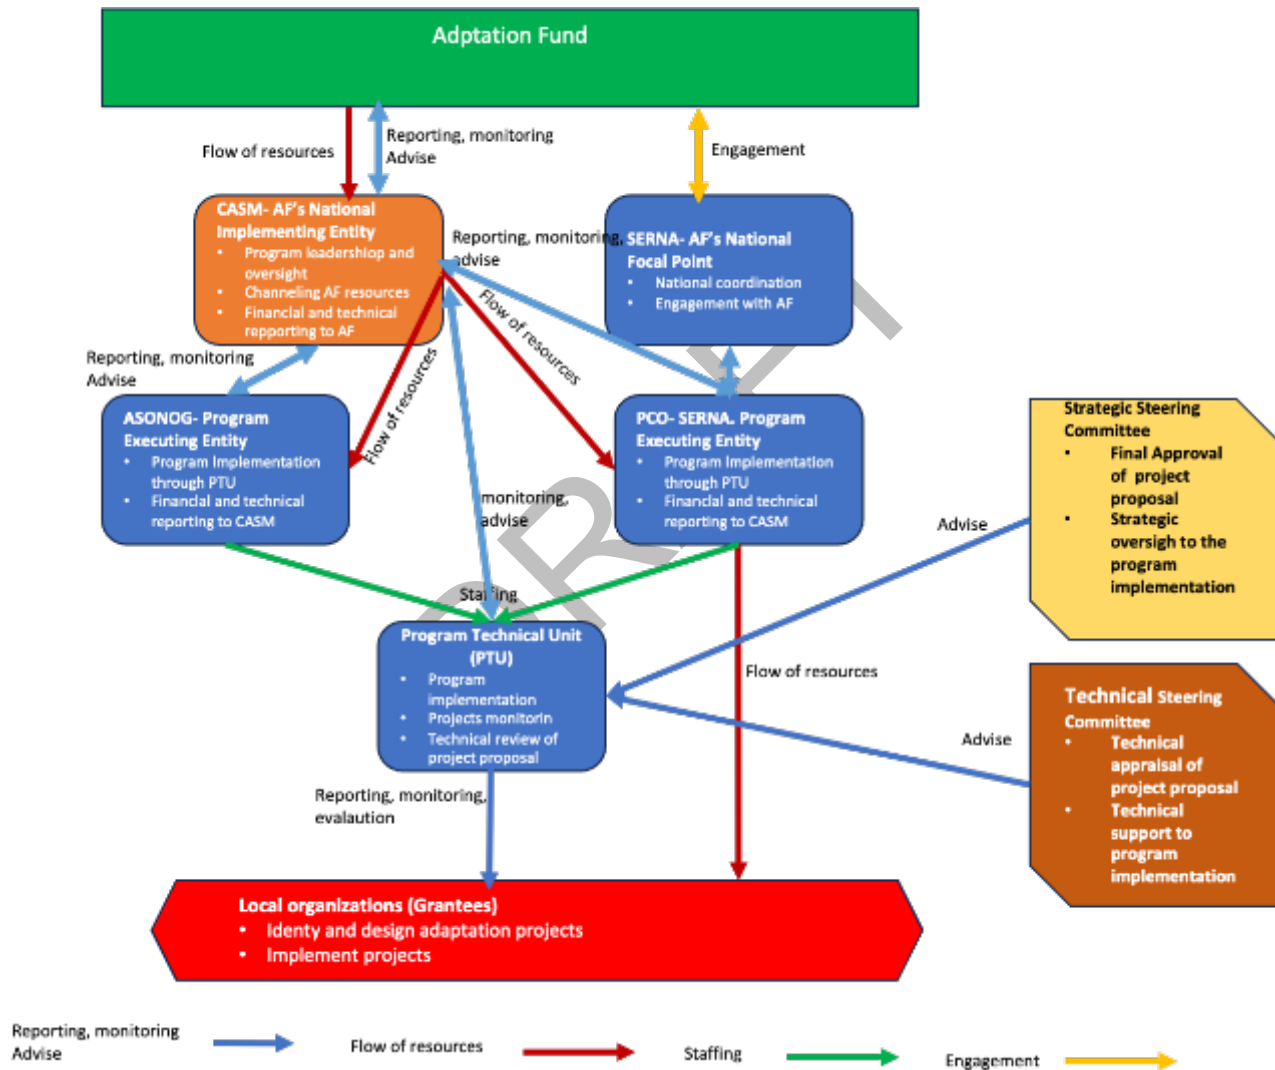 Adptation Fund
Flow of resources
Reporting, monitoring
Advise
Engagement
CASM- AF's National
Implementing Entity
• Program leadershiop and
oversight
• Channeling AF resources
• Financial and technical
repporting to AF
Reporting, monitoring,
advise
SERNA- AF's National
Focal Point
• National coordination
• Engagement with AF
Flow of resources
Flow of resources
Reporting, monitoring
Advise
ASONOG- Program
Executing Entity
• Program Implementation
through PTU
• Financial and technical
reporting to CASM
monitoring,
advise
PCO- SERNA. Program
Executing Entity
• Program Implementation
through PTU
• Financial and technical
reporting to CASM
Strategic Steering
Committee
• Final Approval
of project
proposal
• Strategic
oversigh to the
program
implementation
Advise
Staffing
Program Technical Unit
(PTU)
• Program
implementation
• Projects monitorin
• Technical review of
project proposal
Flow of resources
Technical Steering
Committee
• Technical
appraisal of
project proposal
• Technical
support to
program
implementation
Advise
Reporting, monitoring,
evalaution
Local organizations (Grantees)
• Identy and design adaptation projects
• Implement projects
Reporting, monitoring
Advise
Flow of resources
Staffing
Engagement
DRAFT